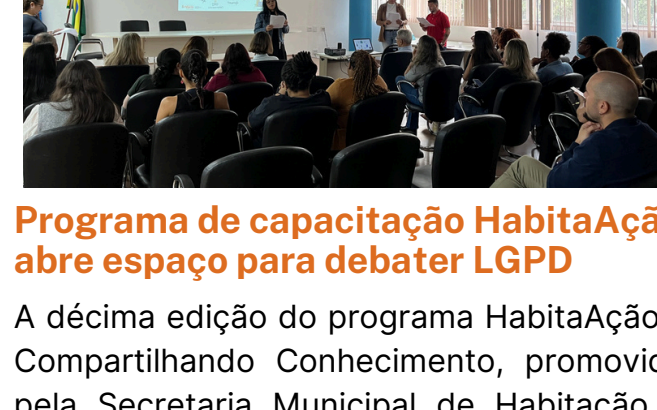 Programa de capacitação HabitaAçã
abre espaço para debater LGPD
A décima edição do programa HabitaAção
Compartilhando Conhecimento, promovid
pela Secretaria Municipal de Habitação